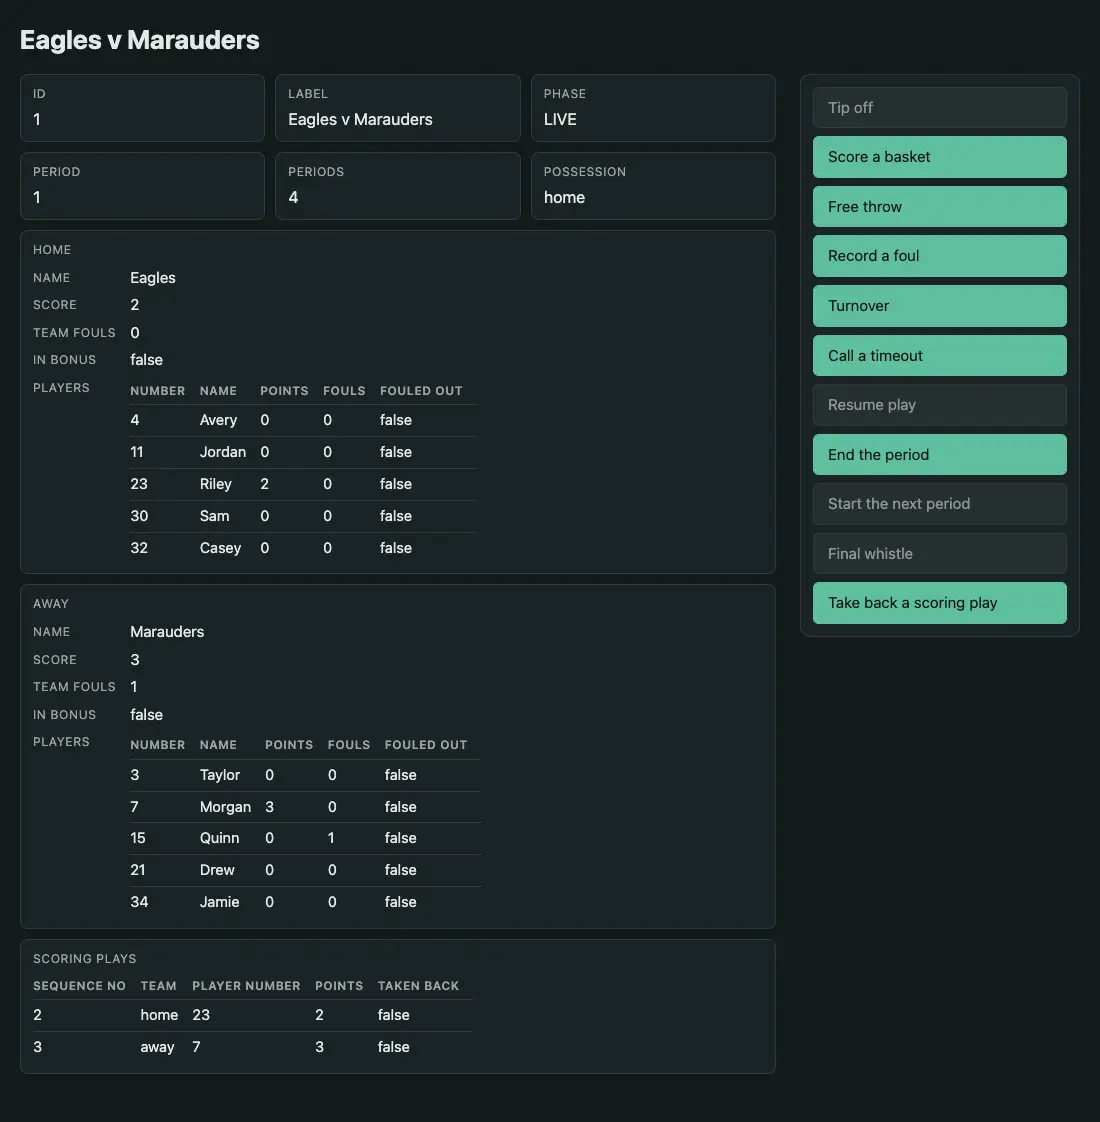 Eagles v Marauders
ID
1
LABEL
Eagles v Marauders
PHASE
LIVE
PERIOD
1
PERIODS
4
POSSESSION
home
HOME
NAME Eagles
SCORE 2
TEAM FOULS 0
IN BONUS false
PLAYERS
NUMBER NAME POINTS FOULS FOULED OUT
4 Avery 0 0 false
11 Jordan 0 0 false
23 Riley 2 0 false
30 Sam 0 0 false
32 Casey 0 0 false
AWAY
NAME Marauders
SCORE 3
TEAM FOULS 1
IN BONUS false
PLAYERS
NUMBER NAME POINTS FOULS FOULED OUT
3 Taylor 0 0 false
7 Morgan 3 0 false
15 Quinn 0 1 false
21 Drew 0 0 false
34 Jamie 0 0 false
SCORING PLAYS
SEQUENCE NO TEAM PLAYER NUMBER POINTS TAKEN BACK
2 home 23 2 false
3 away 7 3 false
Tip off
Score a basket
Free throw
Record a foul
Turnover
Call a timeout
Resume play
End the period
Start the next period
Final whistle
Take back a scoring play